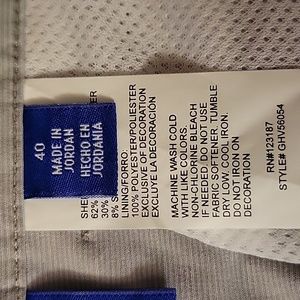 40
MADE IN
JORDAN
HECHO EN
JORDANIA
SHE
62%
30%
8% S
LINING/FORRO:
100% POLYESTER/POLIESTER
EXCLUSIVE OF DECORATION
EXCLUYE LA DECORACIÓN
MACHINE WASH COLD
WITH LIKE COLORS.
NON-CHLORINE BLEACH
IF NEEDED DO NOT USE
FABRIC SOFTENER. TUMBLE
DRY LOW. LOW IRON.
DO NOT IRON ON
DECORATION
RN#123187
STYLE# GHV56054